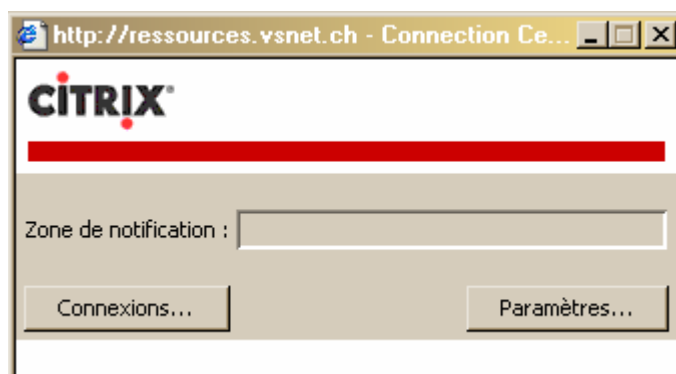 http://ressources.vsnet.ch - Connection Ce...
CITRIX®
Zone de notification :
Connexions... Paramètres...